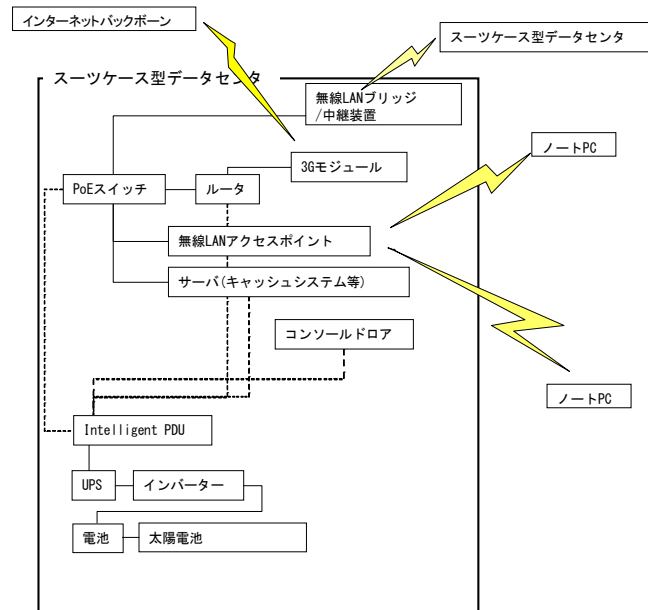 インターネットバックボーン
スーツケース型データセンタ
スーツケース型データセンタ
無線LANブリッジ
/中継装置
ノートPC
3Gモジュール
PoEスイッチ
ルータ
無線LANアクセスポイント
サーバ(キャッシュシステム等)
コンソールドロア
ノートPC
Intelligent PDU
UPS
インバーター
電池
太陽電池